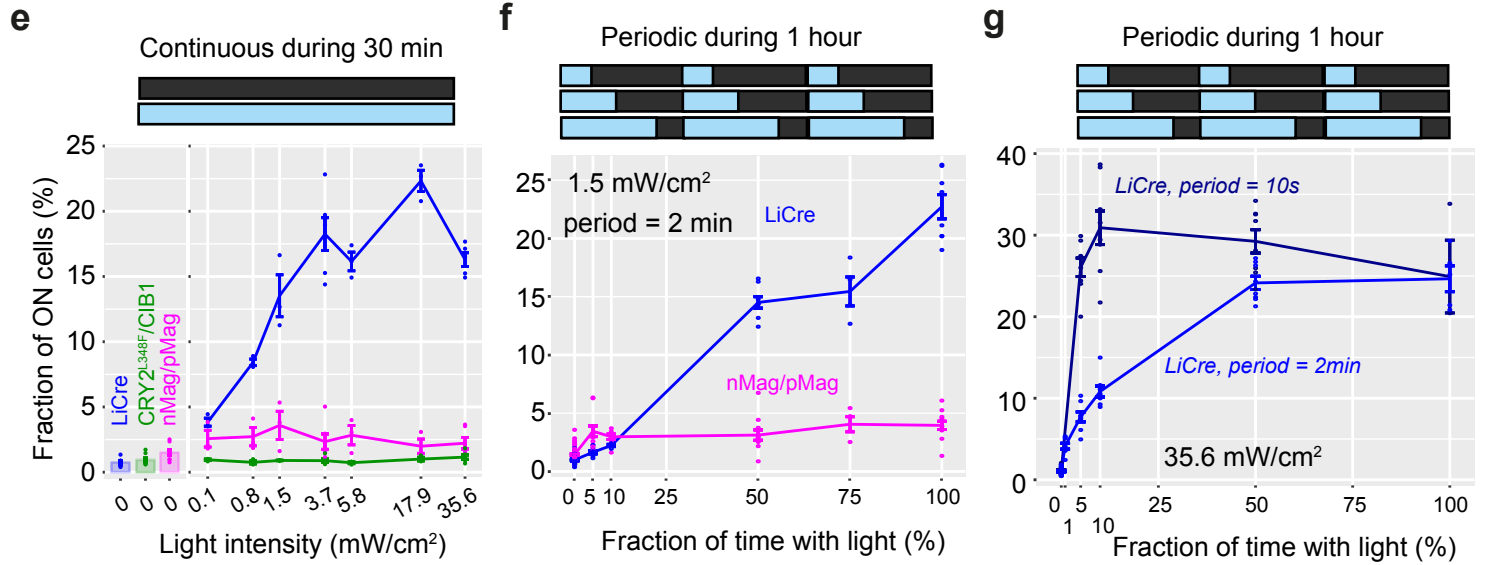 e
Continuous during 30 min
Fraction of ON cells (%)
25
20
15
10
5
0
LiCre
CRY2L348F/CIB1
nMag/pMag
0 0 0 0.1 0.8 1.5 3.7 5.8 17.9 35.6
Light intensity (mW/cm²)
f
Periodic during 1 hour
1.5 mW/cm²
period = 2 min
LiCre
nMag/pMag
25
20
15
10
5
0
0 5 10 25 50 75 100
Fraction of time with light (%)
g
Periodic during 1 hour
40
30
20
10
0
LiCre, period = 10s
LiCre, period = 2min
35.6 mW/cm²
0 1 5 10 25 50 75 100
Fraction of time with light (%)